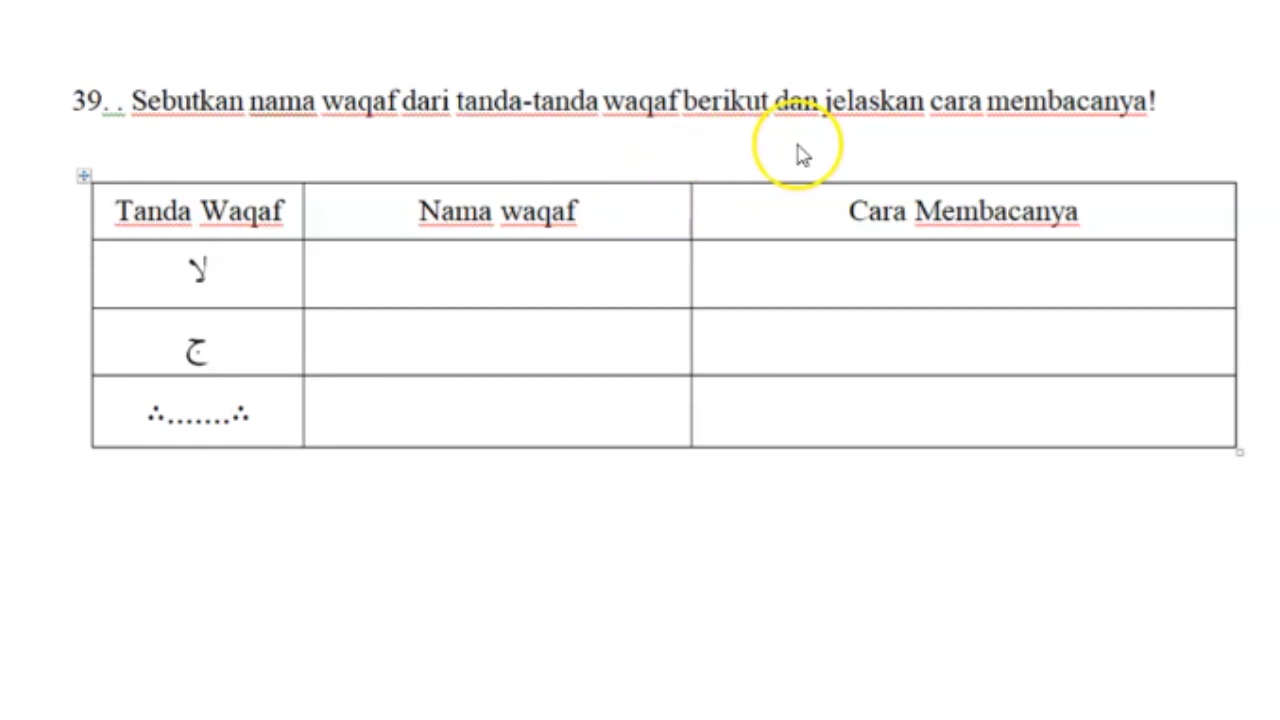 39. . Sebutkan nama waqaf dari tanda-tanda waqaf berikut dan jelaskan cara membacanya!
Tanda Waqaf Nama waqaf Cara Membacanya
لا
ج
∴.......∴